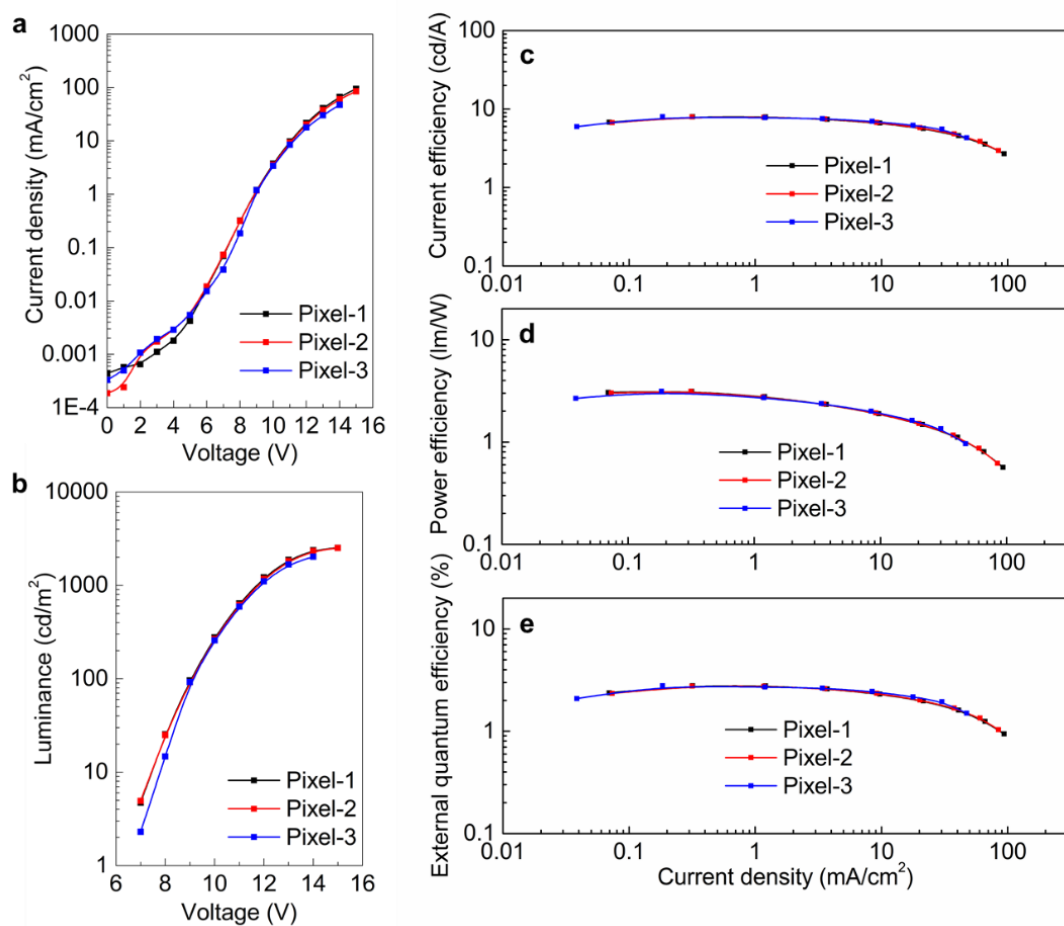 a
Current density (mA/cm²)
1000
100
10
1
0.1
0.01
0.001
1E-4
Pixel-1
Pixel-2
Pixel-3
0 2 4 6 8 10 12 14 16
Voltage (V)
b
Luminance (cd/m²)
10000
1000
100
10
1
Pixel-1
Pixel-2
Pixel-3
6 8 10 12 14 16
Voltage (V)
c
Current efficiency (cd/A)
100
10
1
0.1
Pixel-1
Pixel-2
Pixel-3
0.01 0.1 1 10 100
d
Power efficiency (lm/W)
10
1
0.1
Pixel-1
Pixel-2
Pixel-3
0.01 0.1 1 10 100
e
External quantum efficiency (%)
10
1
0.1
Pixel-1
Pixel-2
Pixel-3
0.01 0.1 1 10 100
Current density (mA/cm²)